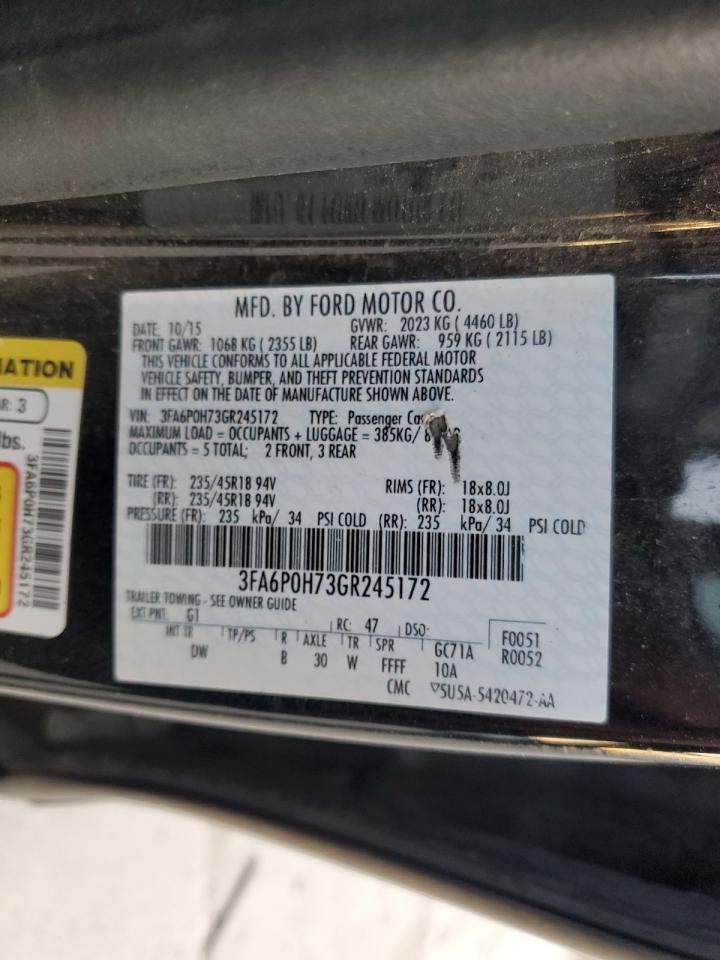 MFD. BY FORD MOTOR CO.
DATE: 10/15 GVWR: 2023 KG ( 4460 LB)
FRONT GAWR: 1068 KG ( 2355 LB) REAR GAWR: 959 KG ( 2115 LB)
THIS VEHICLE CONFORMS TO ALL APPLICABLE FEDERAL MOTOR
VEHICLE SAFETY, BUMPER, AND THEFT PREVENTION STANDARDS
IN EFFECT ON THE DATE OF MANUFACTURE SHOWN ABOVE.
VIN: 3FA6P0H73GR245172 TYPE: Passenger
MAXIMUM LOAD = OCCUPANTS + LUGGAGE = 385KG/
OCCUPANTS = 5 TOTAL; 2 FRONT, 3 REAR
TIRE (FR): 235/45R18 94V RIMS (FR): 18x8.0J
(RR): 235/45R18 94V (RR): 18x8.0J
PRESSURE (FR): 235 kPa/ 34 PSI COLD (RR): 235 kPa/ 34 PSI COLD
3FA6P0H73GR245172
TRAILER TOWING - SEE OWNER GUIDE
EXT PNT: G1 RC: 47 DSO: F0051
INT TR TP/PS R AXLE TR SPR GC71A R0052
DW B 30 W FFFF 10A
CMC 5U5A-5420472-AA
MATION
AR: 3
lbs.
3FA6P0H73GR245172